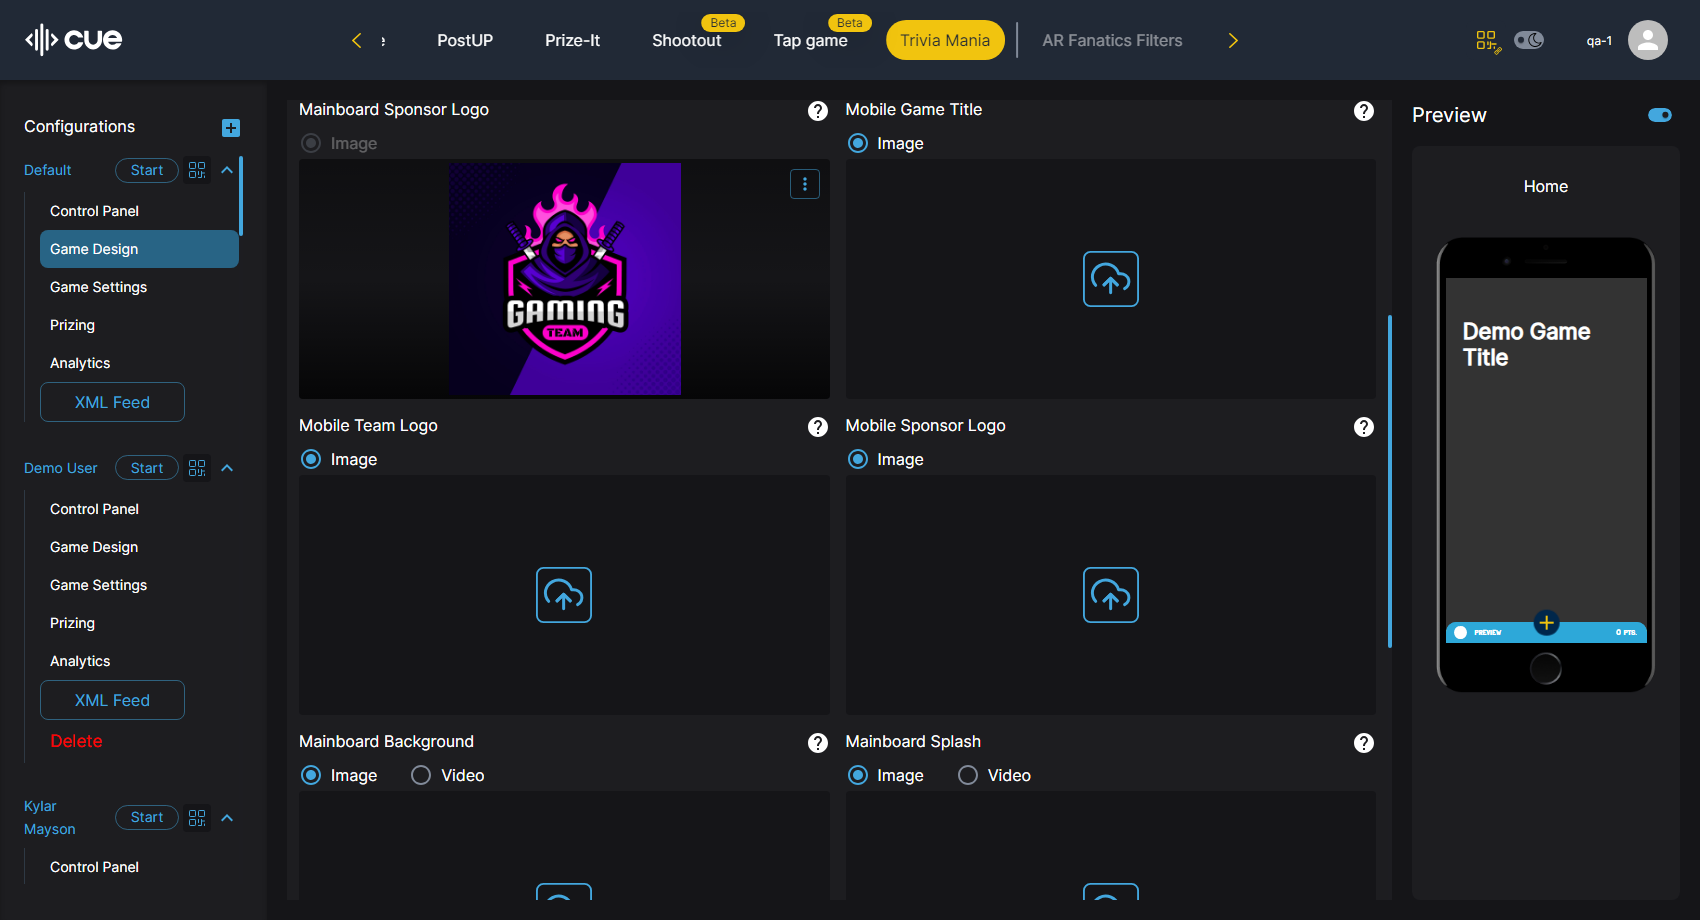 cue
PostUP
Prize-It
Beta
Shootout
Beta
Tap game
Trivia Mania
AR Fanatics Filters
qa-1
Configurations
Default
Start
Control Panel
Game Design
Game Settings
Prizing
Analytics
XML Feed
Demo User
Start
Control Panel
Game Design
Game Settings
Prizing
Analytics
XML Feed
Delete
Kylar
Mayson
Start
Control Panel
Mainboard Sponsor Logo
?
Image
GAMING
TEAM
Mobile Game Title
?
Image
Mobile Team Logo
?
Image
Mobile Sponsor Logo
?
Image
Mainboard Background
?
Image
Video
Mainboard Splash
?
Image
Video
Preview
Home
Demo Game
Title
PREVIEW
0 PTS.